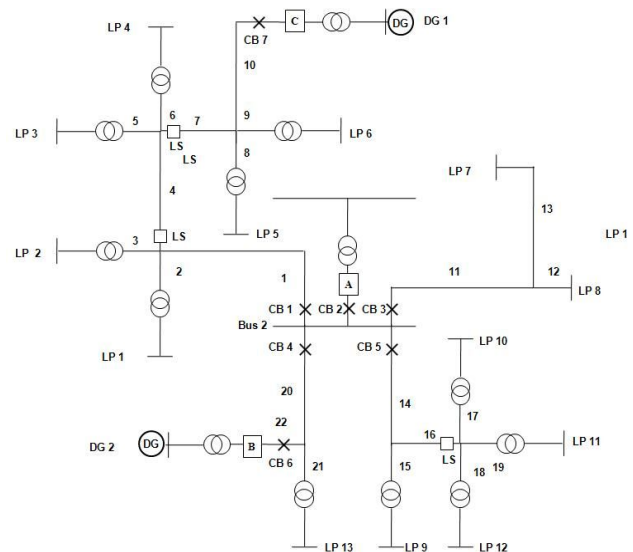 LP 4
C
DG
DG 1
CB 7
10
LP 3
5
6
7
9
LP 6
LS
LS
8
LP 7
4
13
LP 5
LP 1
LS
LP 2
3
11
12
LP 8
2
1
A
CB 1
CB 2
CB 3
Bus 2
CB 4
CB 5
LP 10
LP 1
20
14
17
22
16
LP 11
DG 2
DG
B
CB 6
LS
21
15
18
19
LP 13
LP 9
LP 12